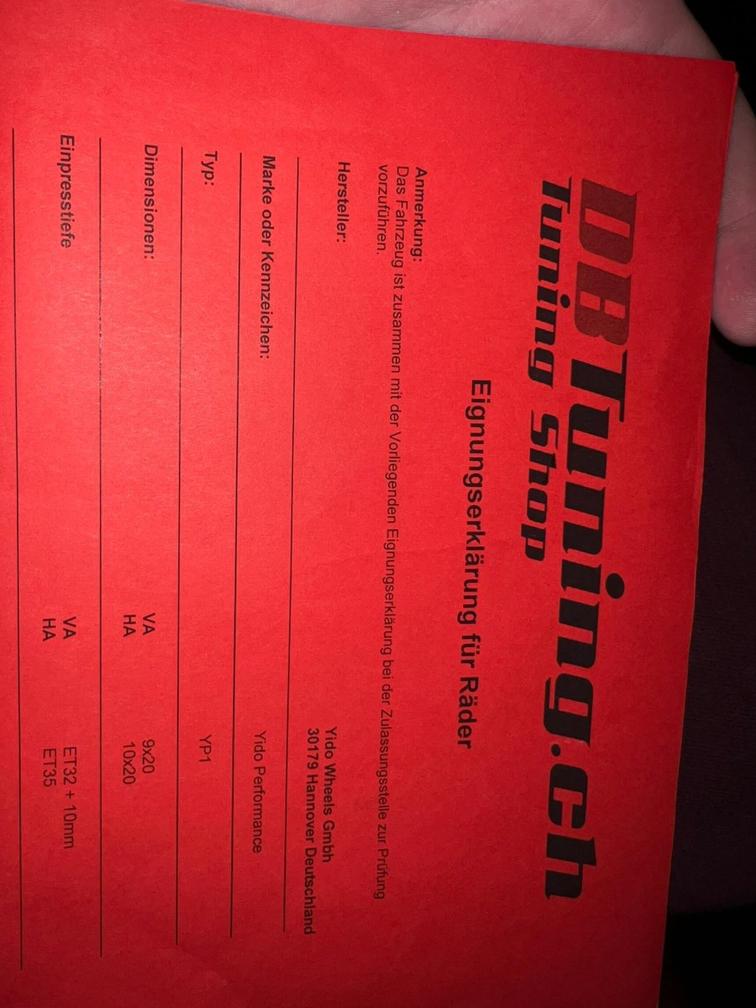 DBTuning.ch
Tuning Shop
Eignungserklärung für Räder
Anmerkung:
Das Fahrzeug ist zusammen mit der Vorliegenden Eignungserklärung bei der Zulassungsstelle zur Prüfung
vorzuführen.
Hersteller: Yido Wheels Gmbh
30179 Hannover Deutschland
Marke oder Kennzeichen: Yido Performance
Typ: YP1
Dimensionen: VA 9x20
HA 10x20
Einpresstiefe VA ET32 + 10mm
HA ET35